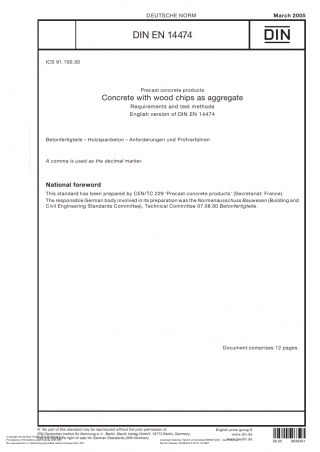 DEUTSCHE NORM
March 2005
DIN EN 14474
DIN
ICS 91.100.30
Precast concrete products
Concrete with wood chips as aggregate
Requirements and test methods
English version of DIN EN 14474
Betonfertigteile – Holzspanbeton – Anforderungen und Prüfverfahren
A comma is used as the decimal marker.
National foreword
This standard has been prepared by CEN/TC 229 'Precast concrete products' (Secretariat: France).
The responsible German body involved in its preparation was the Normenausschuss Bauwesen (Building and
Civil Engineering Standards Committee), Technical Committee 07.08.00 Betonfertigteile.
Document comprises 12 pages.
© No part of this standard may be reproduced without the prior permission of
DIN Deutsches Institut für Normung e.V., Berlin. Beuth Verlag GmbH, 10772 Berlin, Germany,
has the exclusive right of sale for German Standards (DIN-Normen).
English price group 8
www.din.de
www.beuth.de